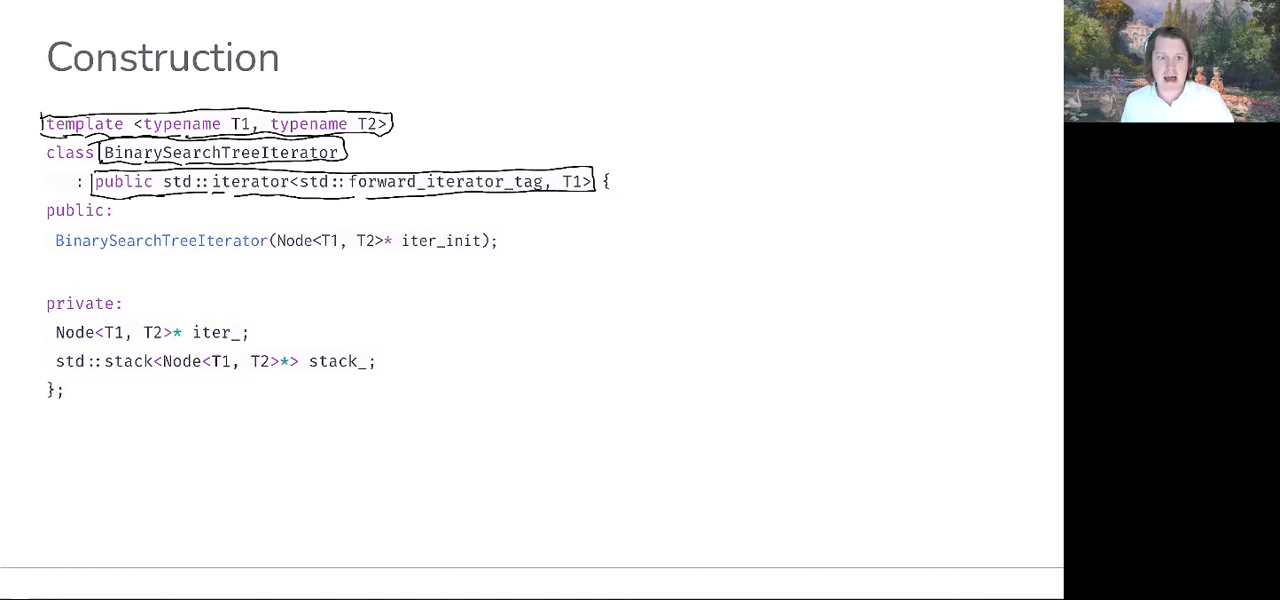 Construction
template <typename T1, typename T2>
class BinarySearchTreeIterator
: public std::iterator<std::forward_iterator_tag, T1> {
public:
BinarySearchTreeIterator(Node<T1, T2>* iter_init);
private:
Node<T1, T2>* iter_;
std::stack<Node<T1, T2>*> stack_;
};